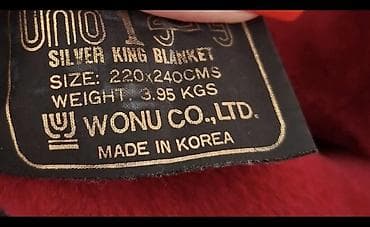 SILVER KING BLANKET
SIZE: 220x240CMS
WEIGHT 3.95 KGS
WONU CO.,LTD.
MADE IN KOREA